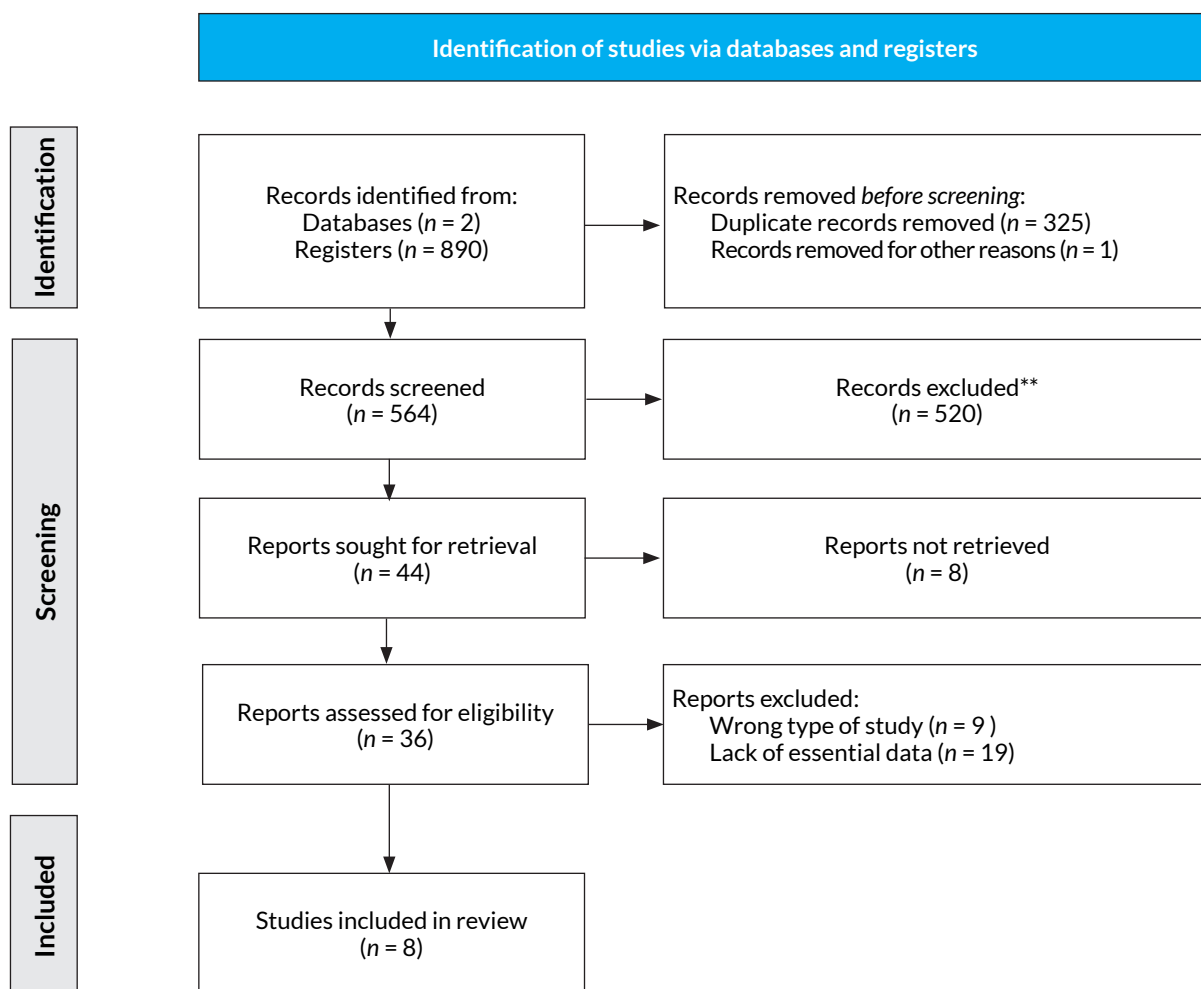 Identification of studies via databases and registers
Identification
Records identified from:
Databases (n = 2)
Registers (n = 890)
Records removed before screening:
Duplicate records removed (n = 325)
Records removed for other reasons (n = 1)
Screening
Records screened
(n = 564)
Records excluded**
(n = 520)
Reports sought for retrieval
(n = 44)
Reports not retrieved
(n = 8)
Reports assessed for eligibility
(n = 36)
Reports excluded:
Wrong type of study (n = 9 )
Lack of essential data (n = 19)
Included
Studies included in review
(n = 8)